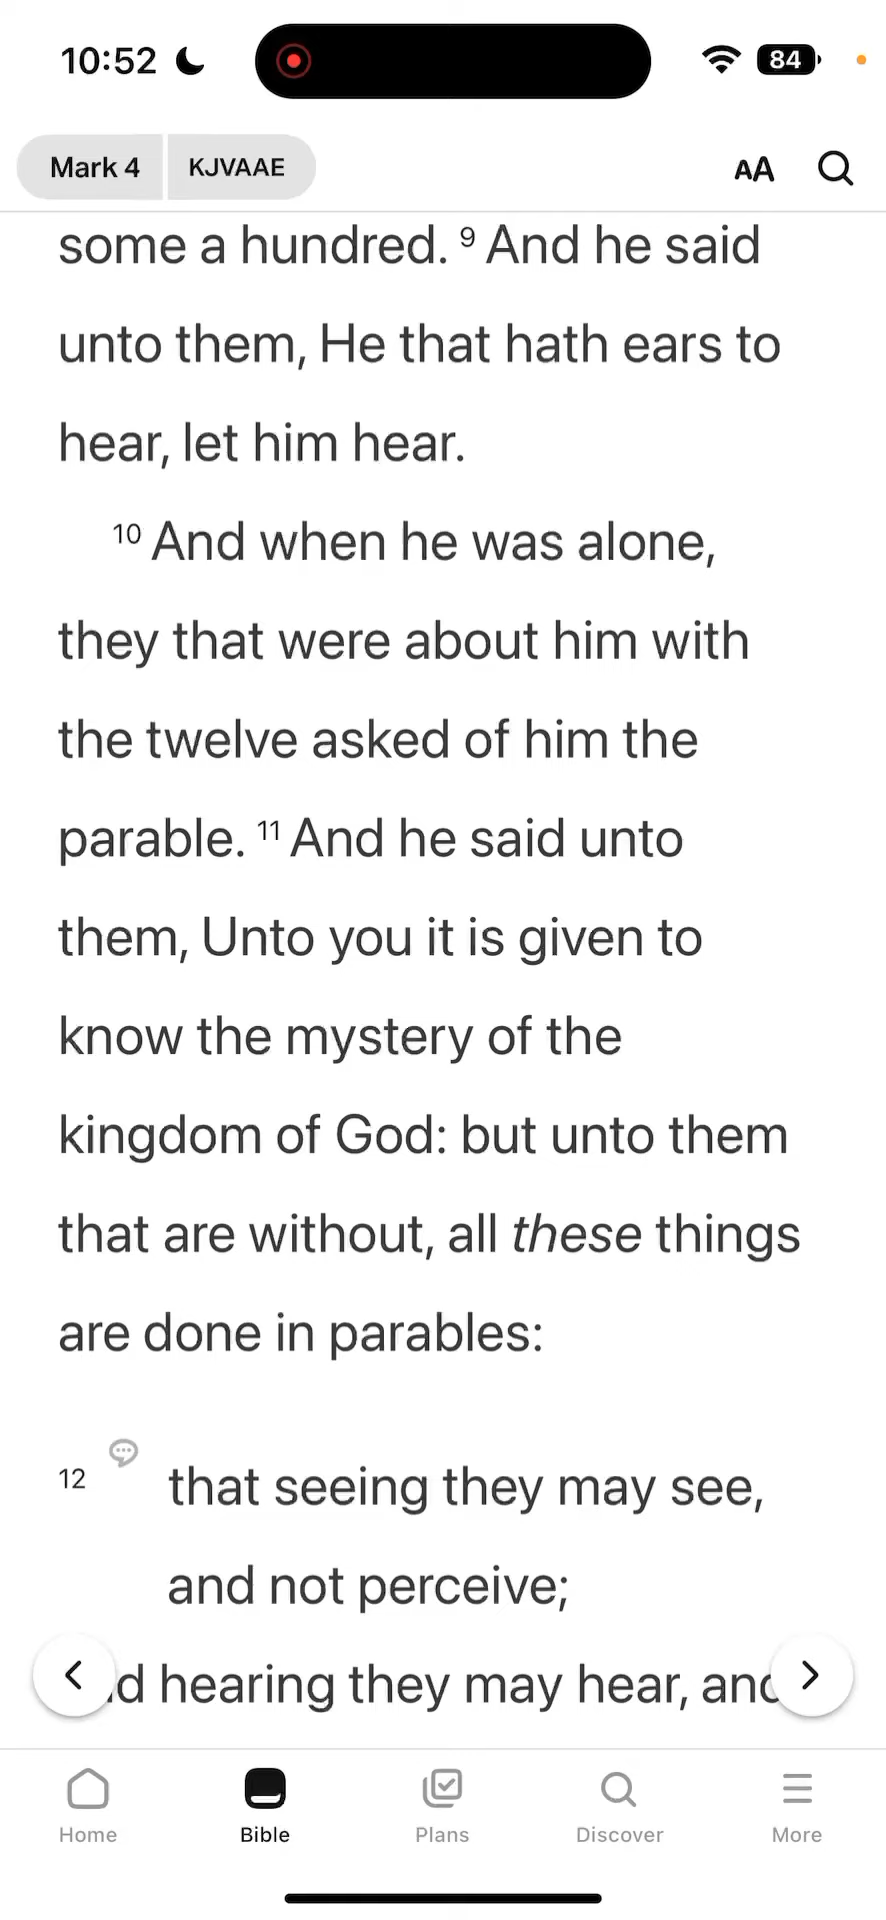 10:52
84
Mark 4 KJVAAE AA
some a hundred. 9 And he said
unto them, He that hath ears to
hear, let him hear.
10 And when he was alone,
they that were about him with
the twelve asked of him the
parable. 11 And he said unto
them, Unto you it is given to
know the mystery of the
kingdom of God: but unto them
that are without, all these things
are done in parables:
12 that seeing they may see,
and not perceive;
d hearing they may hear, and
Home Bible Plans Discover More